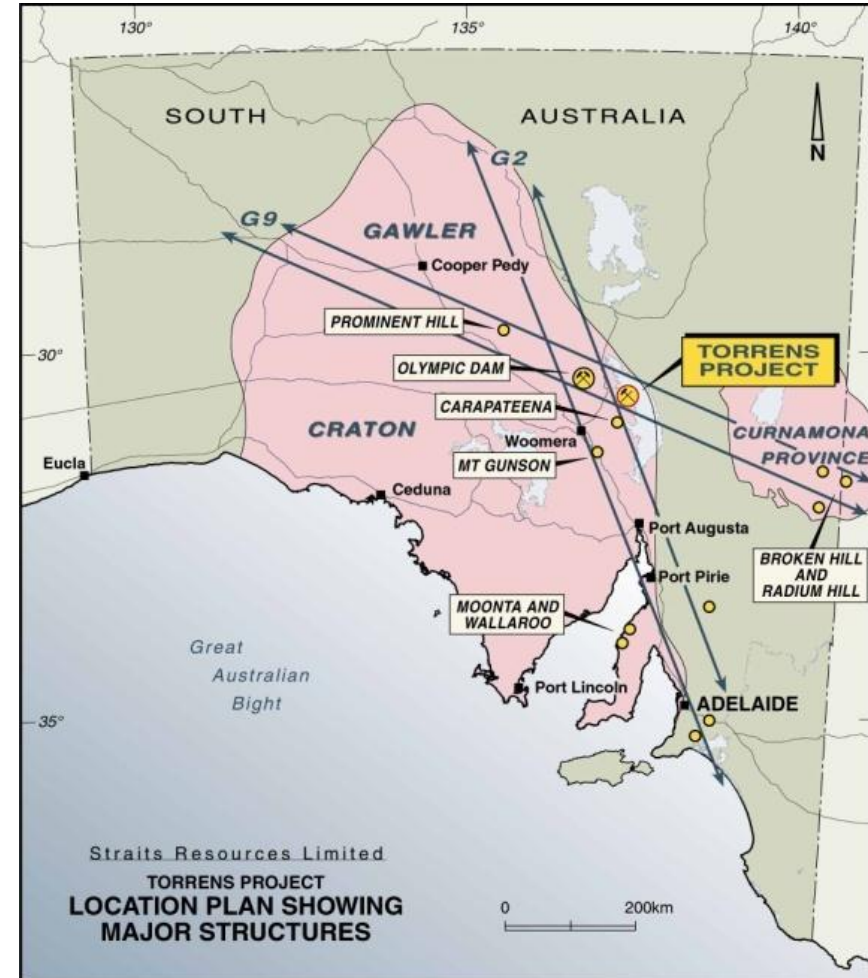 130°
135°
140°
SOUTH
AUSTRALIA
N
G2
G9
GAWLER
Cooper Pedy
PROMINENT HILL
30°
OLYMPIC DAM
TORRENS
PROJECT
CARAPATEENA
CRATON
Woomera
CURNAMONA
PROVINCE
Eucla
MT GUNSON
Ceduna
Port Augusta
BROKEN HILL
AND
RADIUM HILL
Port Pirie
MOONTA AND
WALLAROO
Great
Australian
Bight
Port Lincoln
ADELAIDE
35°
Straits Resources Limited
TORRENS PROJECT
LOCATION PLAN SHOWING
MAJOR STRUCTURES
0
200km